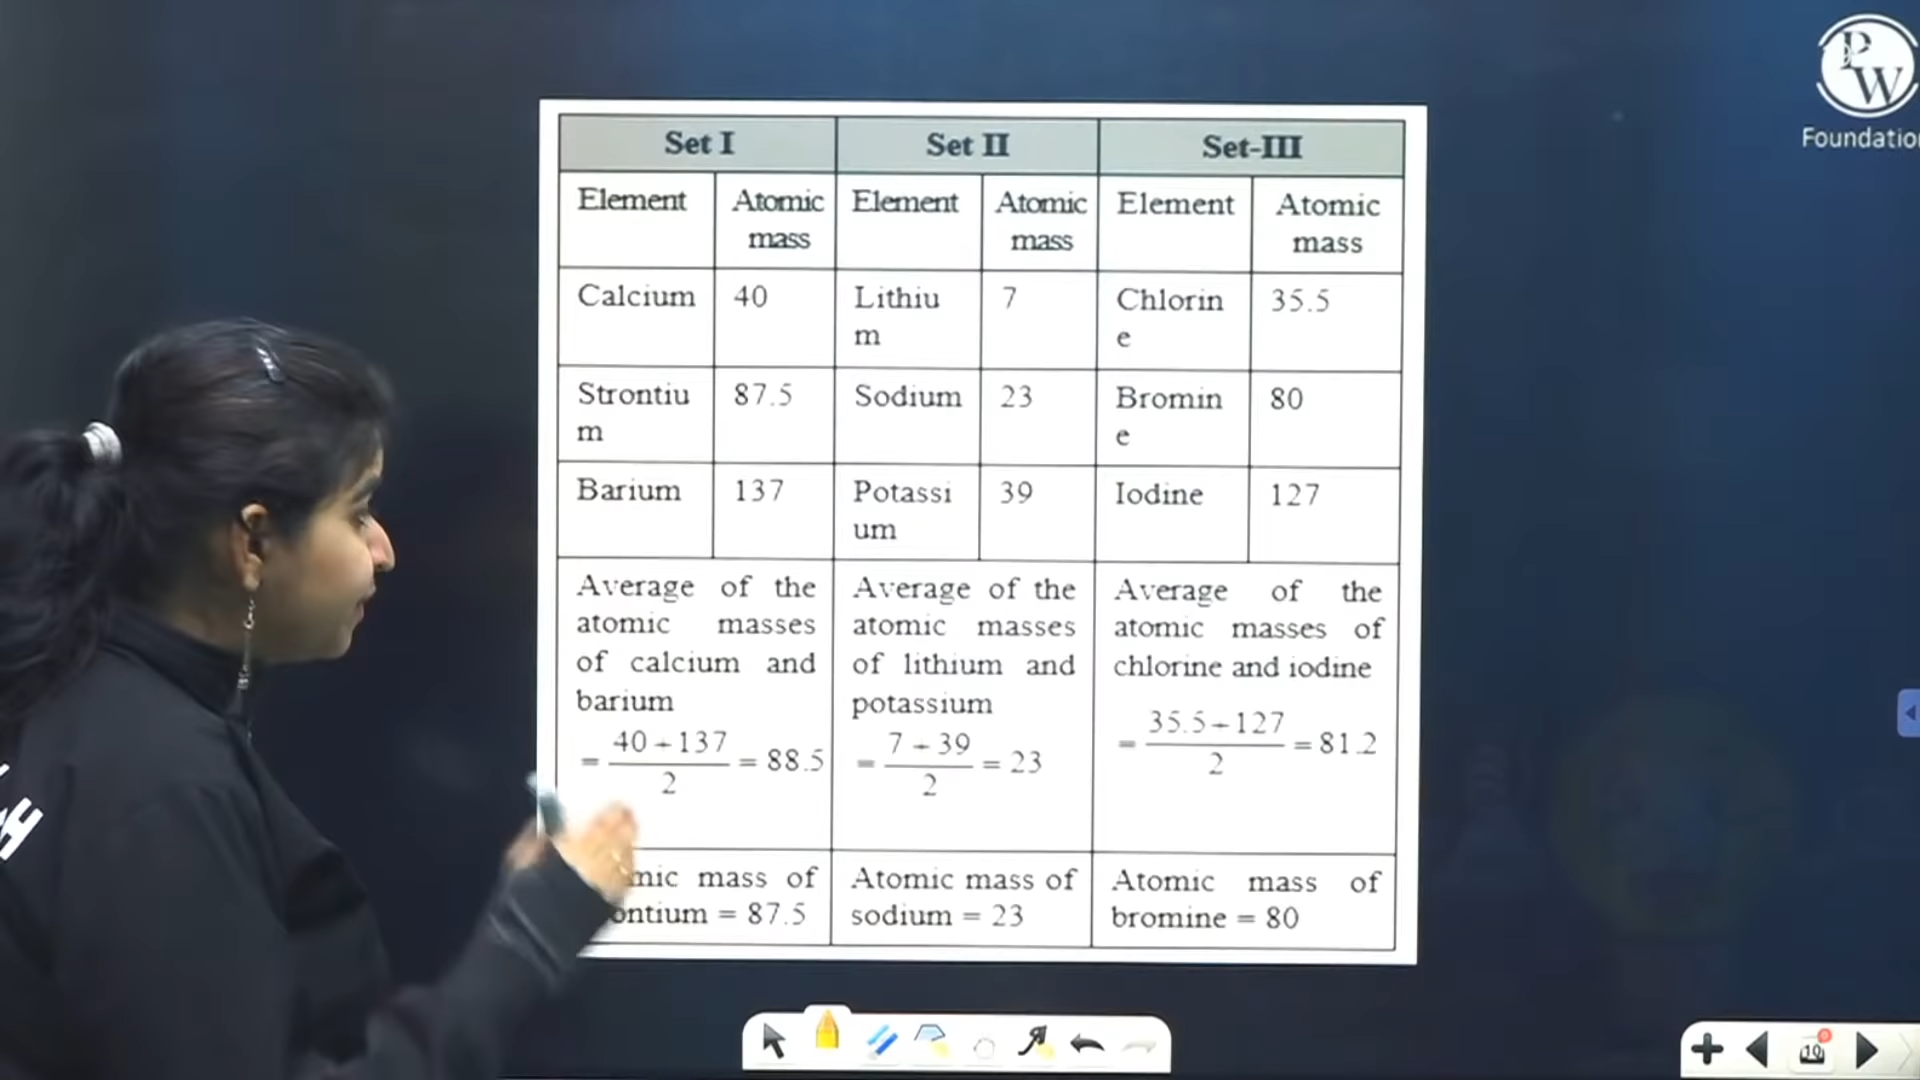 PW
Foundatio
Set I Set II Set-III
Element Atomic mass Element Atomic mass Element Atomic mass
Calcium 40 Lithiu 7 Chlorin 35.5
m e
Strontiu 87.5 Sodium 23 Bromin 80
m e
Barium 137 Potassi 39 Iodine 127
um
Average of the
atomic masses
of calcium and
barium
= 40+137 / 2 = 88.5
Average of the
atomic masses
of lithium and
potassium
= 7+39 / 2 = 23
Average of the
atomic masses of
chlorine and iodine
= 35.5+127 / 2 = 81.2
mic mass of
ontium = 87.5
Atomic mass of
sodium = 23
Atomic mass of
bromine = 80
19